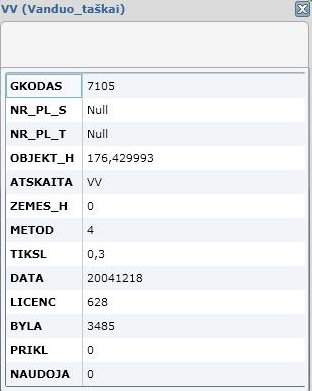 VV (Vanduo_taškai)
GKODAS 7105
NR_PL_S Null
NR_PL_T Null
OBJEKT_H 176,429993
ATSKAITA VV
ZEMES_H 0
METOD 4
TIKSL 0,3
DATA 20041218
LICENC 628
BYLA 3485
PRIKL 0
NAUDOJA 0